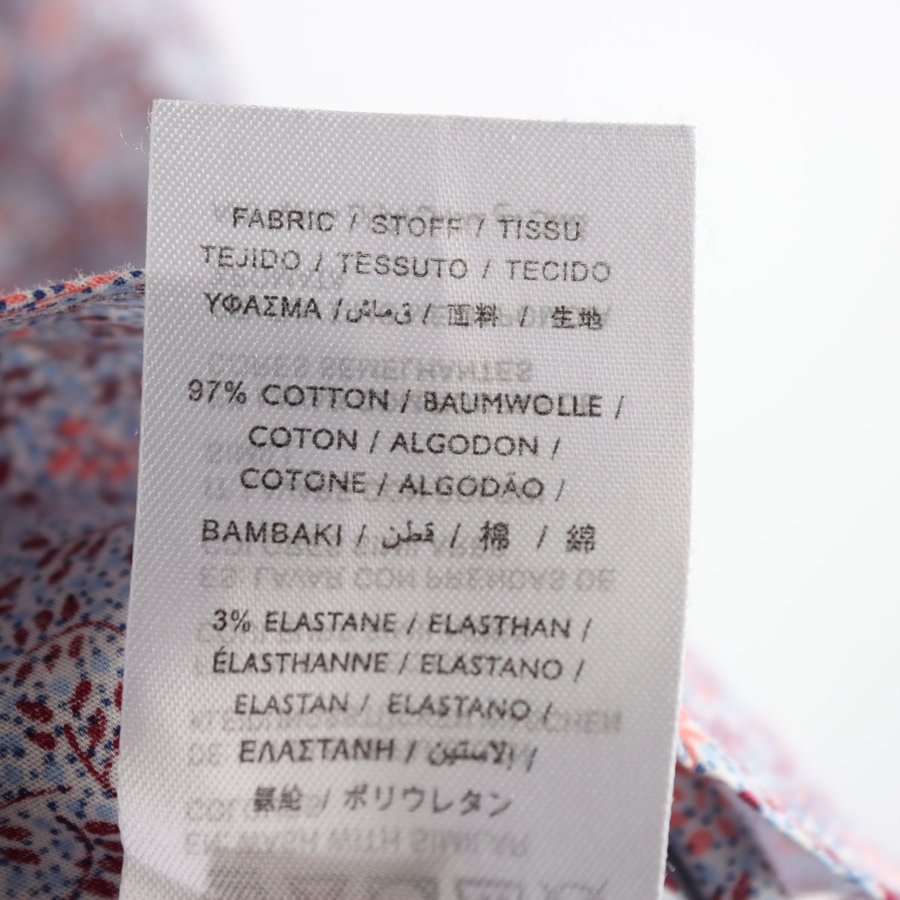 FABRIC / STOFF / TISSU
TEJIDO / TESSUTO / TECIDO
ΥΦΑΣΜΑ / قماش / 面料 / 生地
97% COTTON / BAUMWOLLE /
COTON / ALGODON /
COTONE / ALGODÃO /
BAMBAKI / قطن / 棉 / 綿
3% ELASTANE / ELASTHAN /
ÉLASTHANNE / ELASTANO /
ELASTAN / ELASTANO /
ΕΛΑΣΤΑΝΗ / الاستين /
氨纶 / ポリウレタン